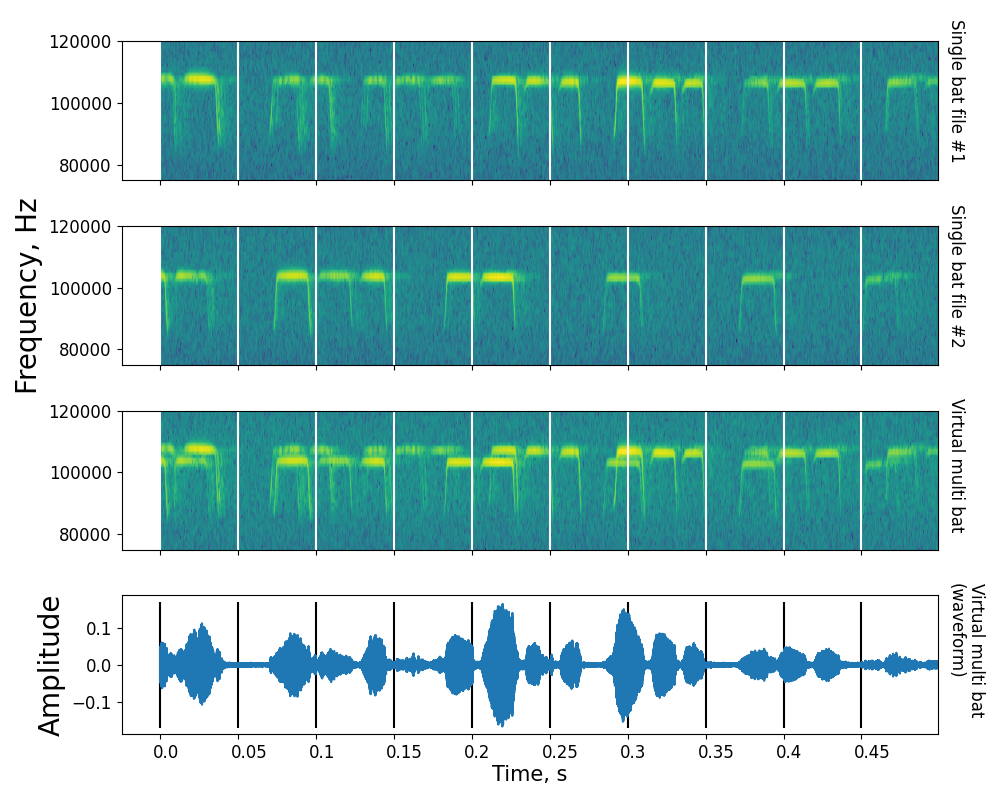 120000
100000
80000
Single bat file #1
120000
100000
80000
Single bat file #2
Frequency, Hz
120000
100000
80000
Virtual multi bat
0.1
0.0
−0.1
Amplitude
Virtual multi bat
(waveform)
0.0 0.05 0.1 0.15 0.2 0.25 0.3 0.35 0.4 0.45
Time, s